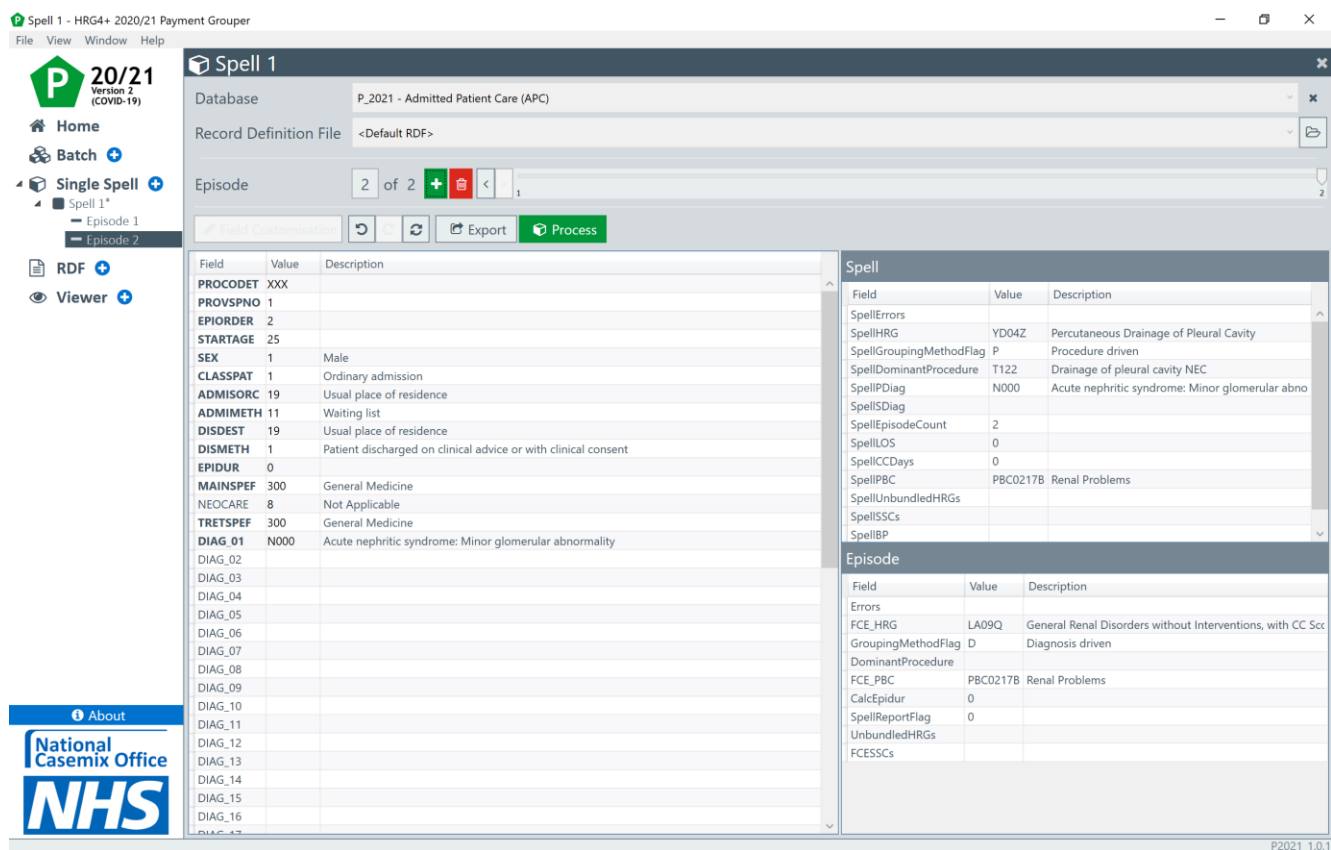 Spell 1 - HRG4+ 2020/21 Payment Grouper
File View Window Help
P 20/21
Version 2
(COVID-19)
Home
Batch
Single Spell
Spell 1*
Episode 1
Episode 2
RDF
Viewer
About
National
Casemix Office
NHS
Spell 1
Database P_2021 - Admitted Patient Care (APC)
Record Definition File <Default RDF>
Episode 2 of 2 1 2
Field Customisation Export Process
Field Value Description
PROCODET XXX
PROVSPNO 1
EPIORDER 2
STARTAGE 25
SEX 1 Male
CLASSPAT 1 Ordinary admission
ADMISORC 19 Usual place of residence
ADMIMETH 11 Waiting list
DISDEST 19 Usual place of residence
DISMETH 1 Patient discharged on clinical advice or with clinical consent
EPIDUR 0
MAINSPEF 300 General Medicine
NEOCARE 8 Not Applicable
TRETSPEF 300 General Medicine
DIAG_01 N000 Acute nephritic syndrome: Minor glomerular abnormality
DIAG_02
DIAG_03
DIAG_04
DIAG_05
DIAG_06
DIAG_07
DIAG_08
DIAG_09
DIAG_10
DIAG_11
DIAG_12
DIAG_13
DIAG_14
DIAG_15
DIAG_16
DIAG_17
Spell
Field Value Description
SpellErrors
SpellHRG YD04Z Percutaneous Drainage of Pleural Cavity
SpellGroupingMethodFlag P Procedure driven
SpellDominantProcedure T122 Drainage of pleural cavity NEC
SpellPDiag N000 Acute nephritic syndrome: Minor glomerular abno
SpellSDiag
SpellEpisodeCount 2
SpellLOS 0
SpellCCDays 0
SpellPBC PBC0217B Renal Problems
SpellUnbundledHRGs
SpellSSCs
SpellBP
Episode
Field Value Description
Errors
FCE_HRG LA09Q General Renal Disorders without Interventions, with CC Sco
GroupingMethodFlag D Diagnosis driven
DominantProcedure
FCE_PBC PBC0217B Renal Problems
CalcEpidur 0
SpellReportFlag 0
UnbundledHRGs
FCESSCs
P2021 1.0.1